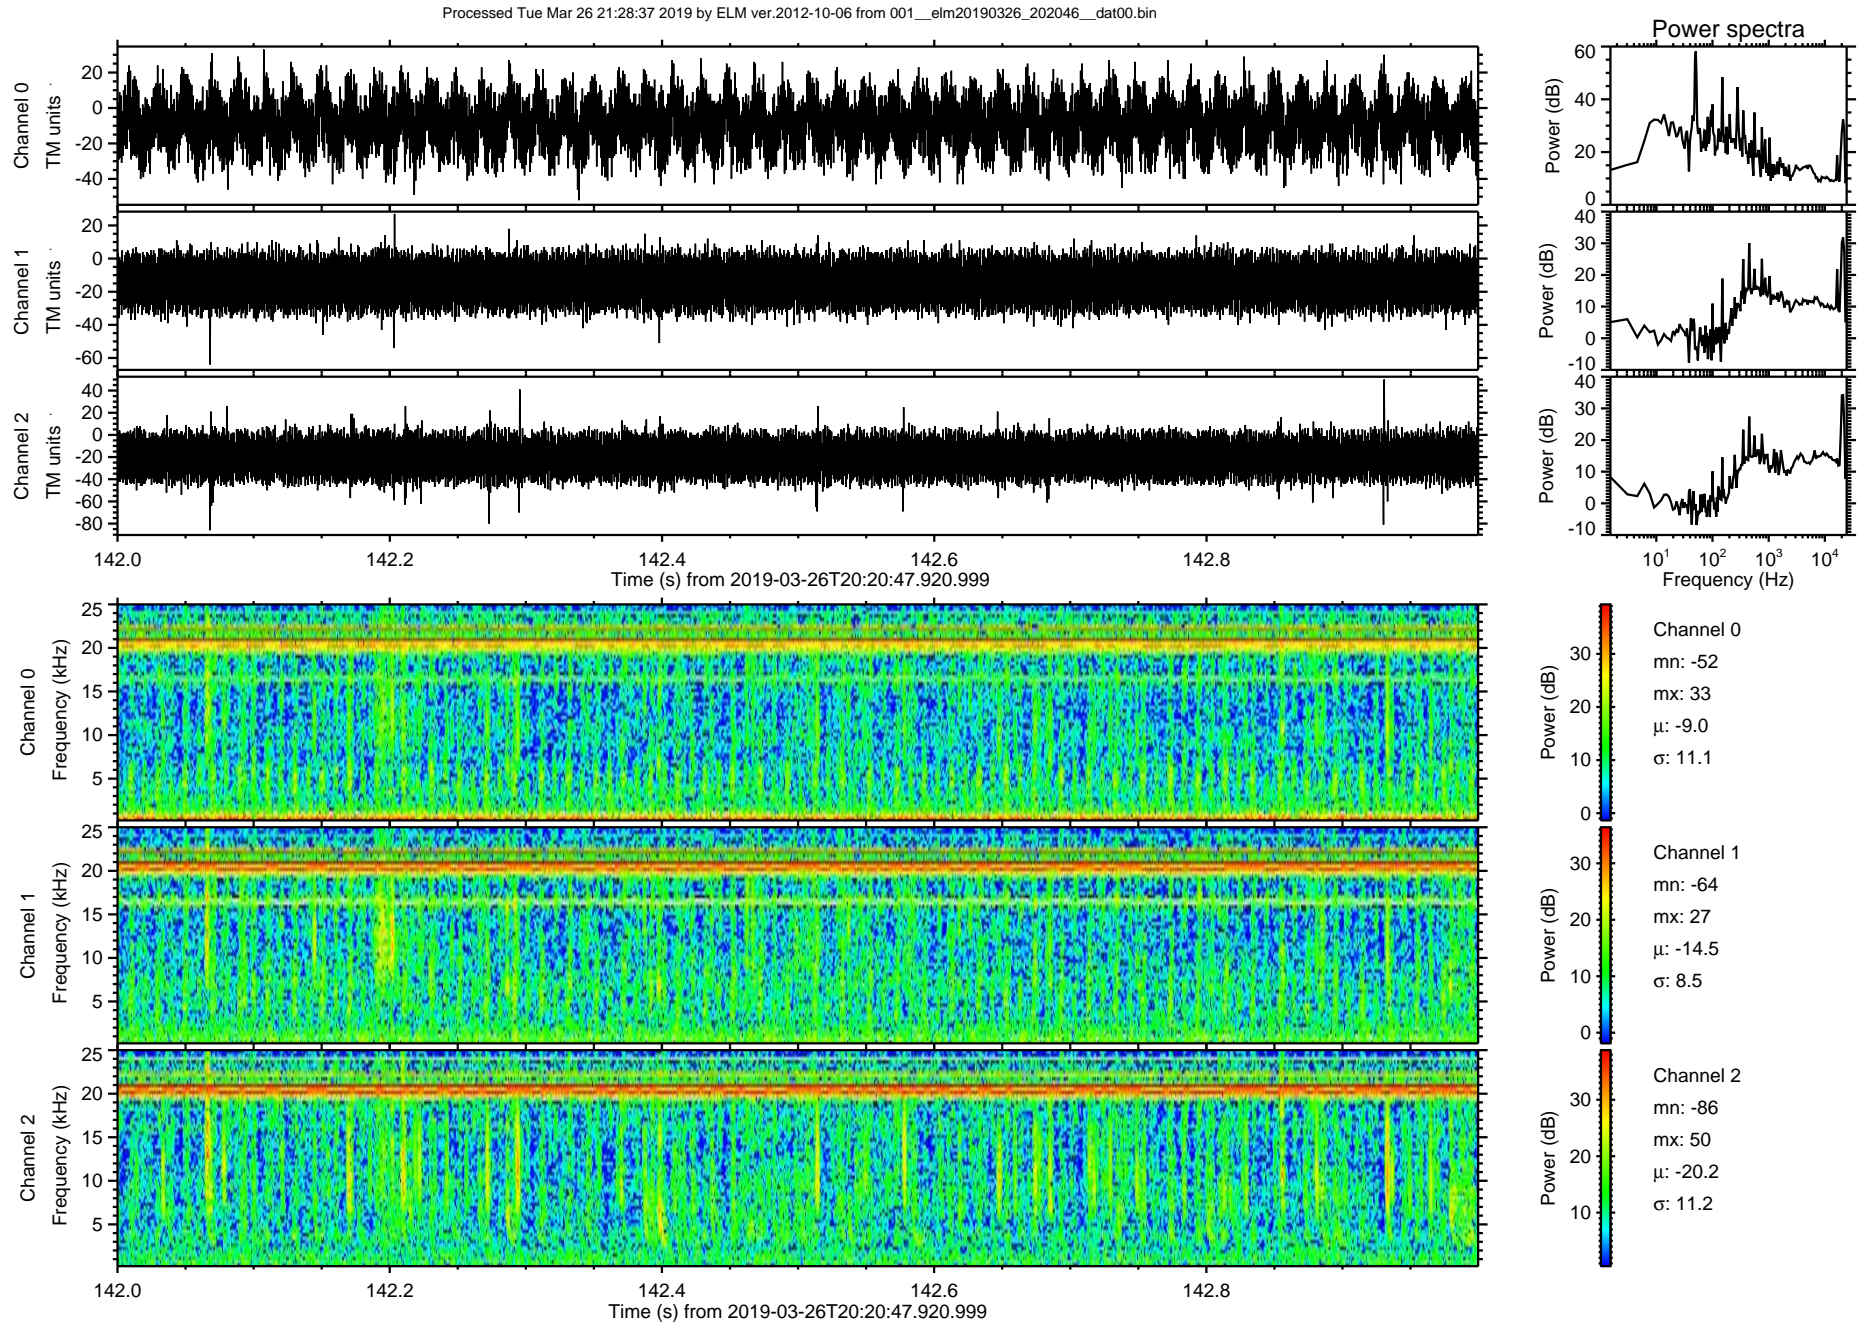 Processed Tue Mar 26 21:28:37 2019 by ELM ver.2012-10-06 from 001__elm20190326_202046__dat00.bin
Power spectra
Channel 0
TM units
20
0
-20
-40
Power (dB)
60
40
20
0
Channel 1
TM units
20
0
-20
-40
-60
Power (dB)
40
30
20
10
0
-10
Channel 2
TM units
40
20
0
-20
-40
-60
-80
Power (dB)
40
30
20
10
0
-10
142.0 142.2 142.4 142.6 142.8
Time (s) from 2019-03-26T20:20:47.920.999
10^1 10^2 10^3 10^4
Frequency (Hz)
Channel 0
Frequency (kHz)
25
20
15
10
5
Power (dB)
30
20
10
0
Channel 0
mn: -52
mx: 33
μ: -9.0
σ: 11.1
Channel 1
Frequency (kHz)
25
20
15
10
5
Power (dB)
30
20
10
0
Channel 1
mn: -64
mx: 27
μ: -14.5
σ: 8.5
Channel 2
Frequency (kHz)
25
20
15
10
5
Power (dB)
30
20
10
Channel 2
mn: -86
mx: 50
μ: -20.2
σ: 11.2
142.0 142.2 142.4 142.6 142.8
Time (s) from 2019-03-26T20:20:47.920.999